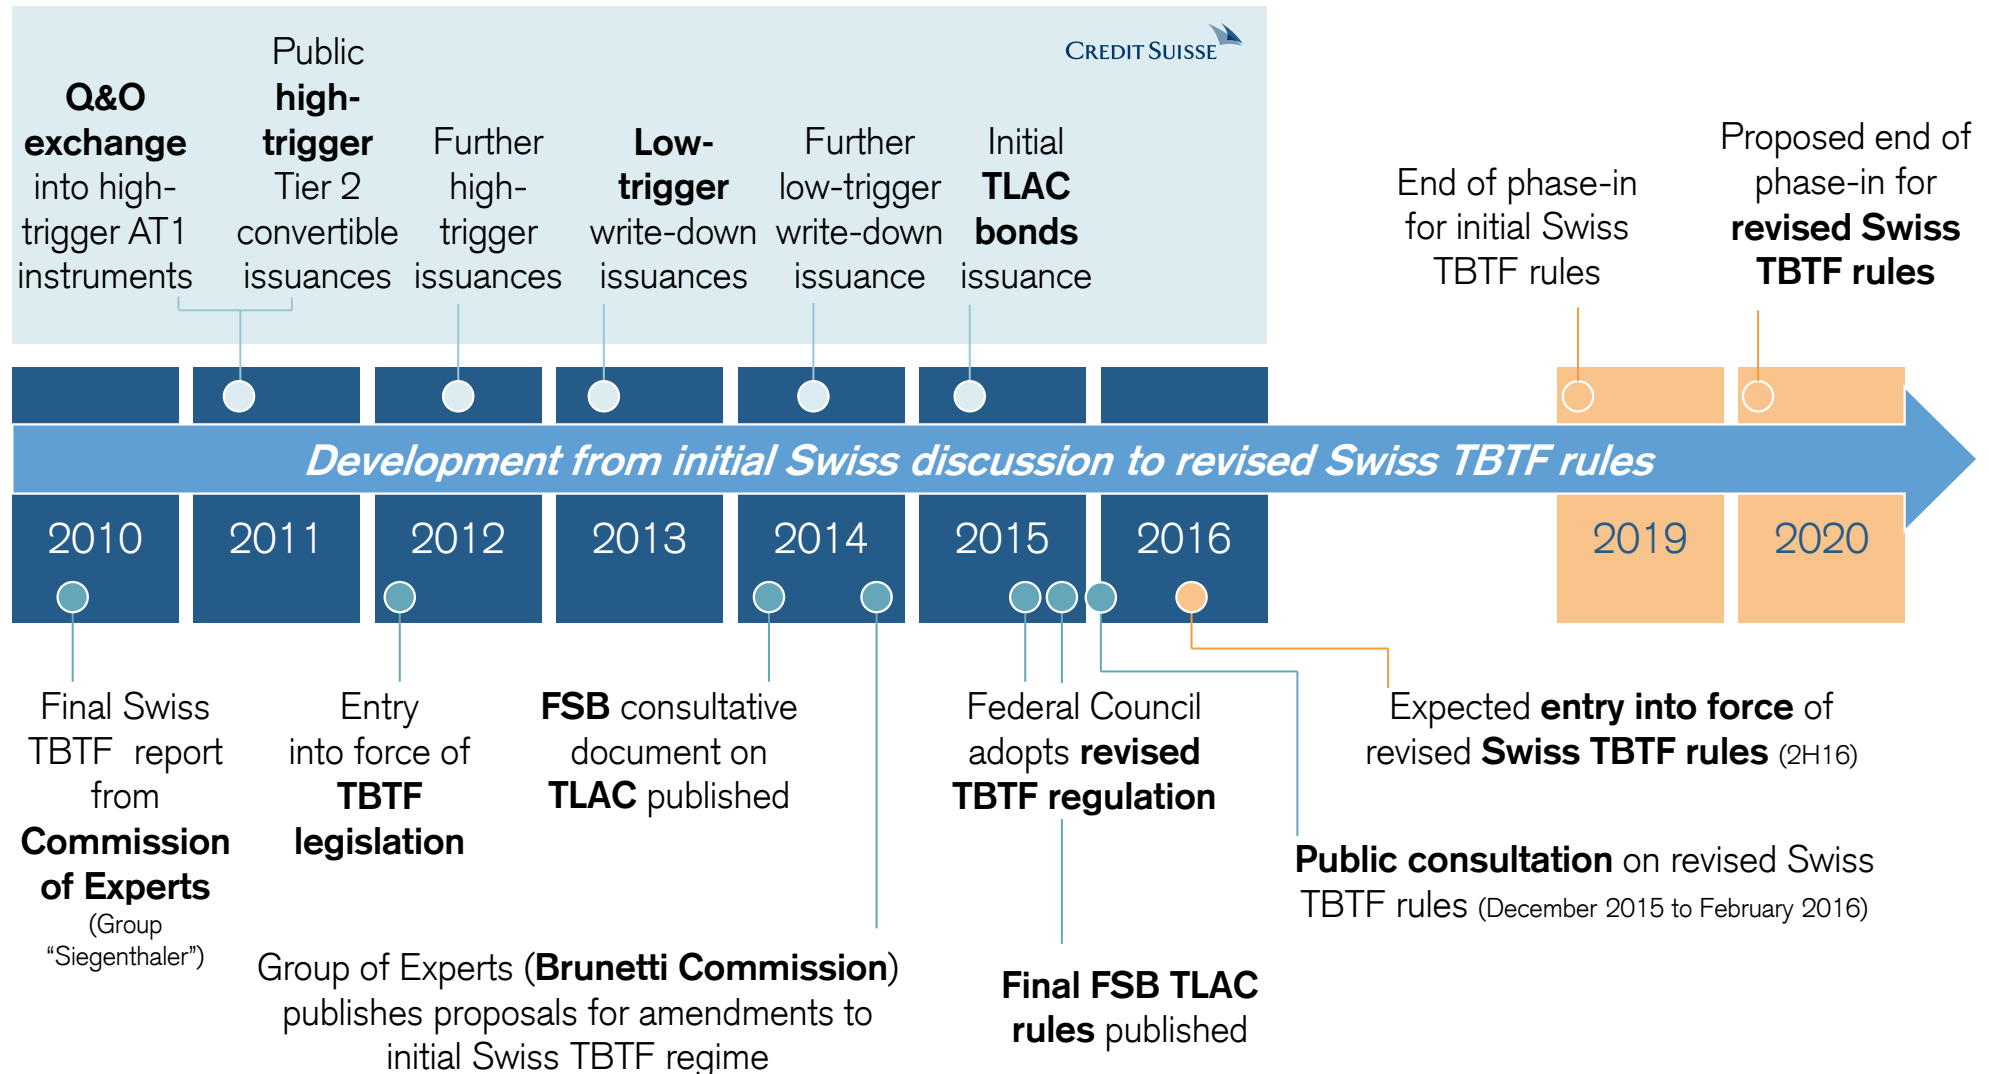 CREDIT SUISSE
Q&O
exchange
into high-
trigger AT1
instruments
Public
high-
trigger
Tier 2
convertible
issuances
Further
high-
trigger
issuances
Low-
trigger
write-down
issuances
Further
low-trigger
write-down
issuance
Initial
TLAC
bonds
issuance
End of phase-in
for initial Swiss
TBTF rules
Proposed end of
phase-in for
revised Swiss
TBTF rules
Development from initial Swiss discussion to revised Swiss TBTF rules
2010
2011
2012
2013
2014
2015
2016
2019
2020
Final Swiss
TBTF report
from
Commission
of Experts
(Group
“Siegenthaler”)
Entry
into force of
TBTF
legislation
FSB consultative
document on
TLAC published
Group of Experts (Brunetti Commission)
publishes proposals for amendments to
initial Swiss TBTF regime
Federal Council
adopts revised
TBTF regulation
Final FSB TLAC
rules published
Expected entry into force of
revised Swiss TBTF rules (2H16)
Public consultation on revised Swiss
TBTF rules (December 2015 to February 2016)